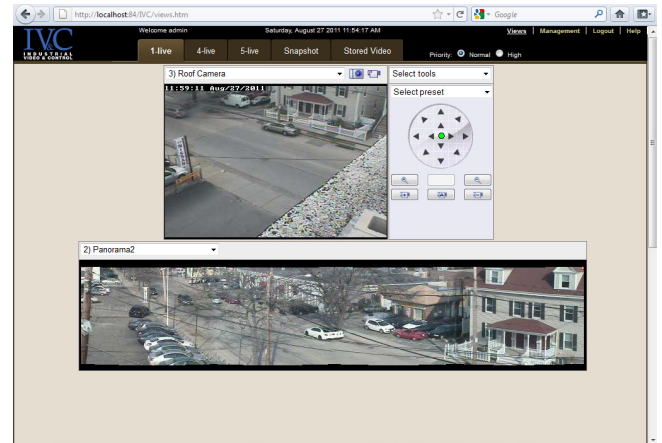 http://localhost:84/IVC/views.htm
Google
IVC
INDUSTRIAL
VIDEO & CONTROL
Welcome admin
Saturday, August 27 2011 11:54:17 AM
Views | Management | Logout | Help
1-live
4-live
5-live
Snapshot
Stored Video
Priority: Normal High
3) Roof Camera
Select tools
11:59:11 Aug/27/2011
Select preset
2) Panorama2